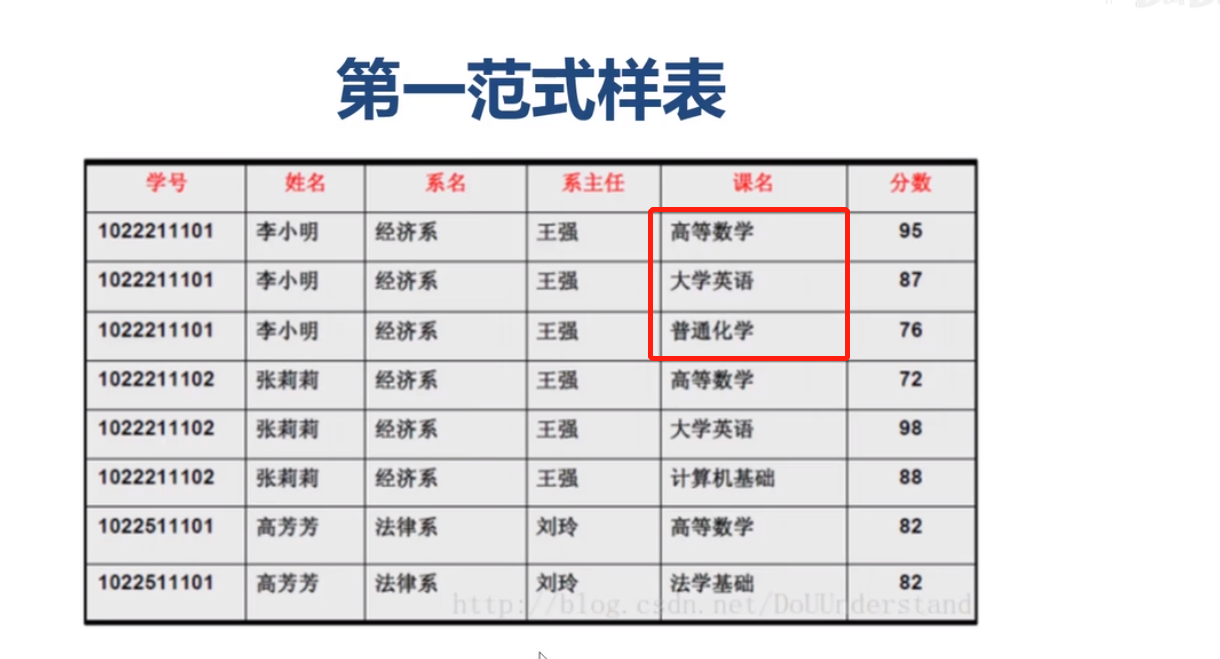 第一范式样表
学号 姓名 系名 系主任 课名 分数
1022211101 李小明 经济系 王强 高等数学 95
1022211101 李小明 经济系 王强 大学英语 87
1022211101 李小明 经济系 王强 普通化学 76
1022211102 张莉莉 经济系 王强 高等数学 72
1022211102 张莉莉 经济系 王强 大学英语 98
1022211102 张莉莉 经济系 王强 计算机基础 88
1022511101 高芳芳 法律系 刘玲 高等数学 82
1022511101 高芳芳 法律系 刘玲 法学基础 82
http://blog.csdn.net/DoUUnderstand